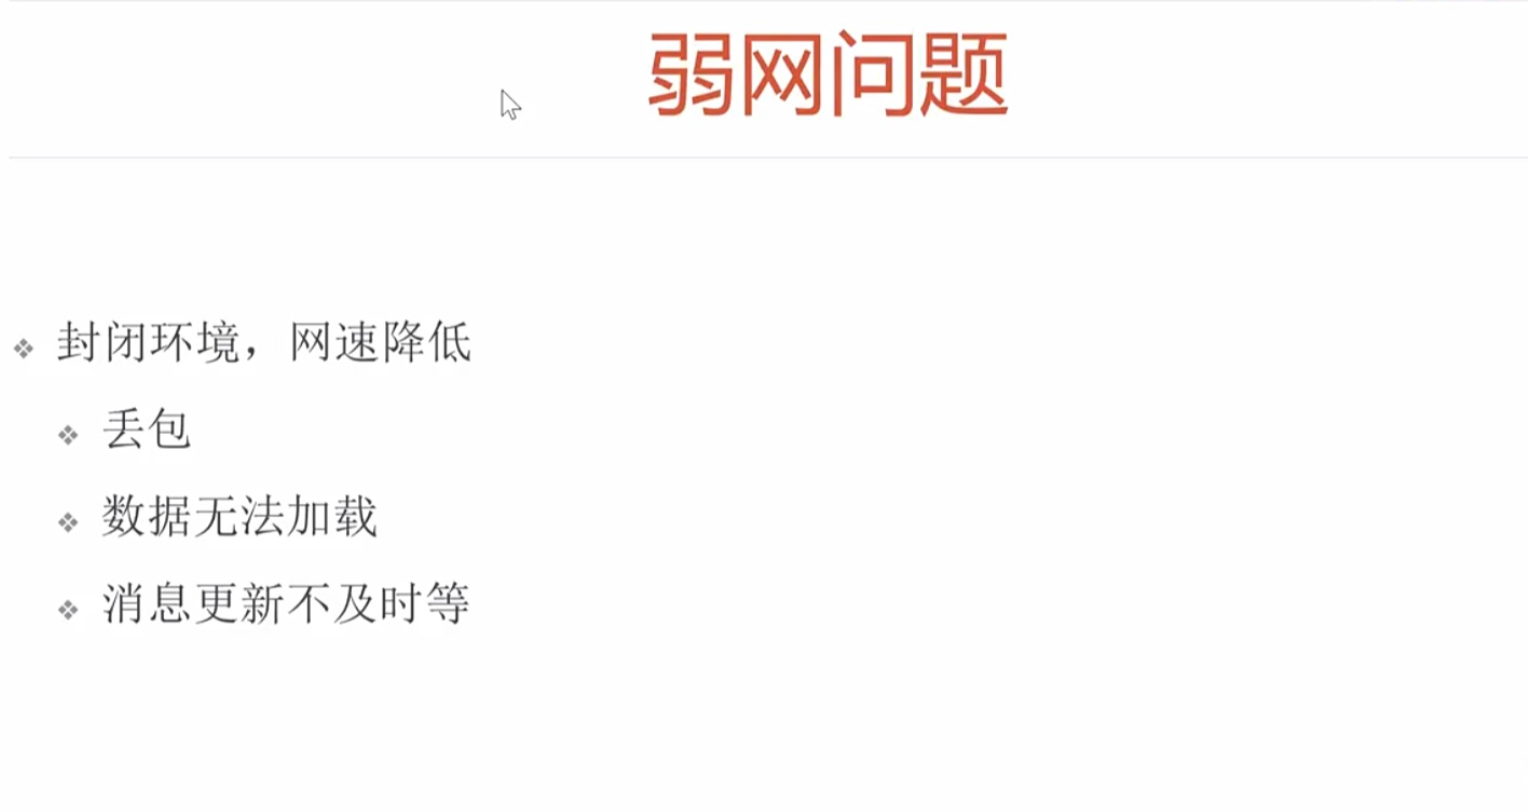 弱网问题
封闭环境，网速降低
丢包
数据无法加载
消息更新不及时等